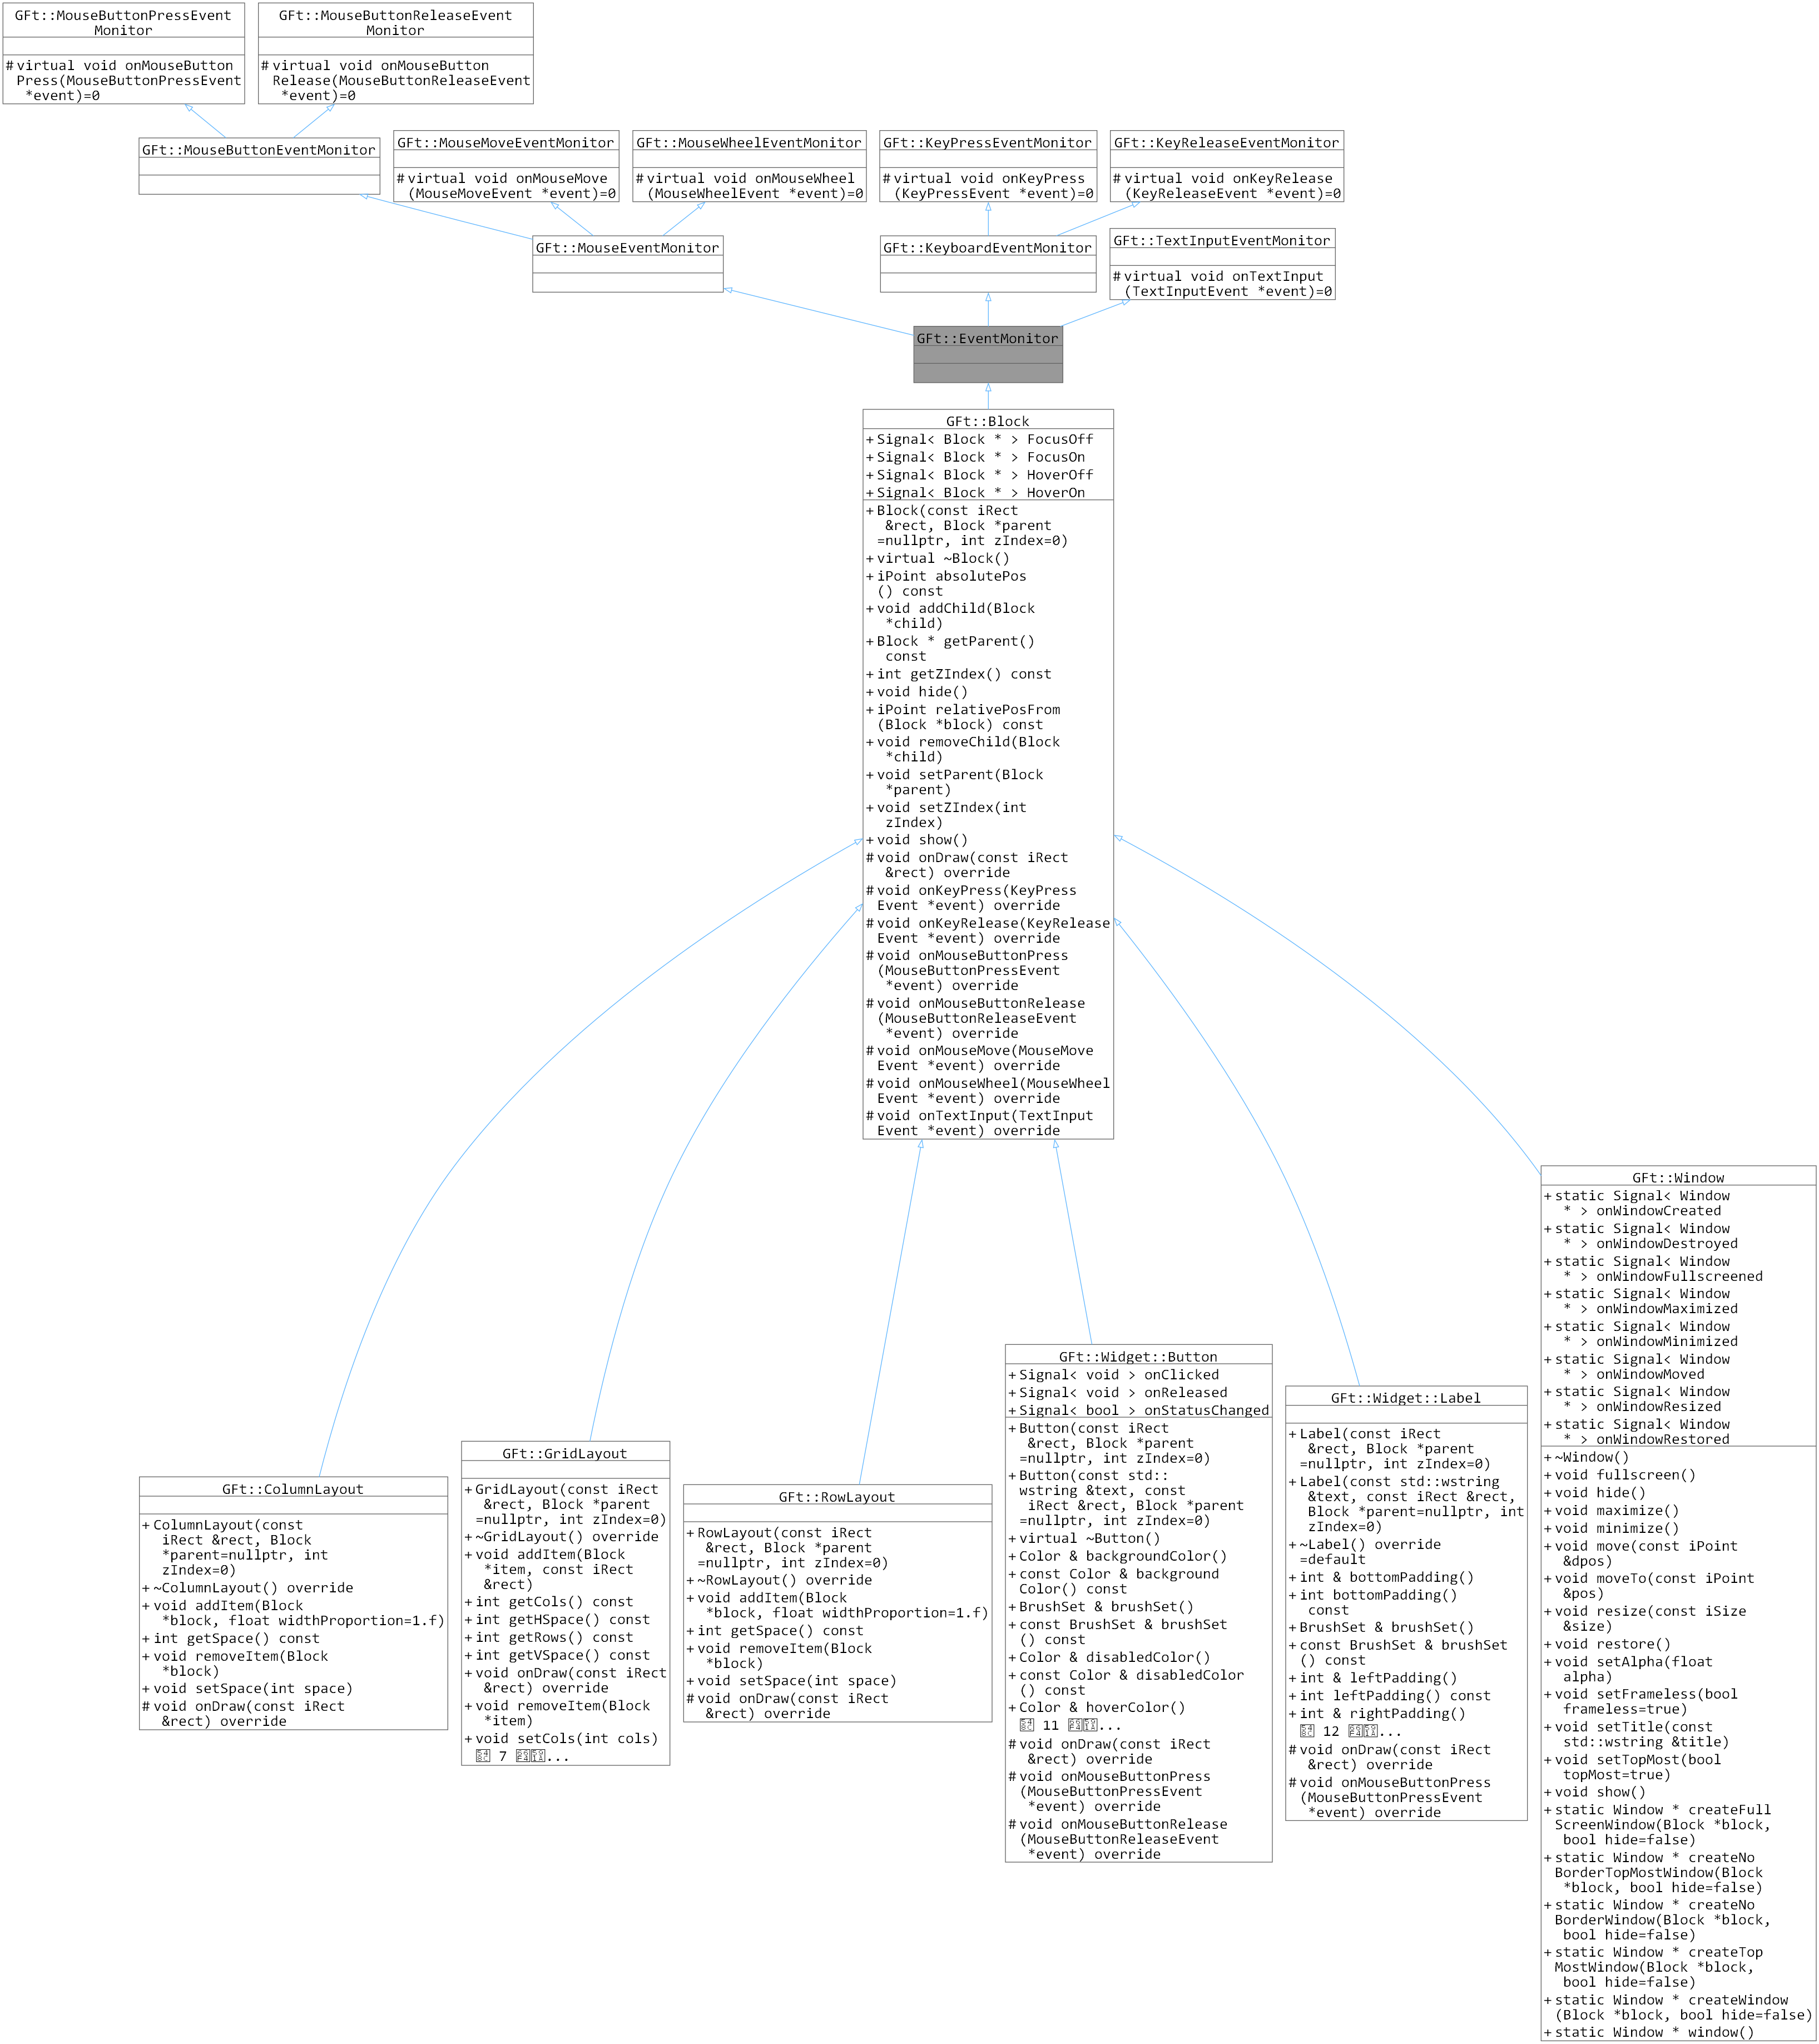 GFt::MouseButtonPressEvent
Monitor
# virtual void onMouseButton
Press(MouseButtonPressEvent
*event)=0
GFt::MouseButtonReleaseEvent
Monitor
# virtual void onMouseButton
Release(MouseButtonReleaseEvent
*event)=0
GFt::MouseButtonEventMonitor
GFt::MouseMoveEventMonitor
# virtual void onMouseMove
(MouseMoveEvent *event)=0
GFt::MouseWheelEventMonitor
# virtual void onMouseWheel
(MouseWheelEvent *event)=0
GFt::KeyPressEventMonitor
# virtual void onKeyPress
(KeyPressEvent *event)=0
GFt::KeyReleaseEventMonitor
# virtual void onKeyRelease
(KeyReleaseEvent *event)=0
GFt::MouseEventMonitor
GFt::KeyboardEventMonitor
GFt::TextInputEventMonitor
# virtual void onTextInput
(TextInputEvent *event)=0
GFt::EventMonitor
GFt::Block
+ Signal< Block * > FocusOff
+ Signal< Block * > FocusOn
+ Signal< Block * > HoverOff
+ Signal< Block * > HoverOn
+ Block(const iRect
&rect, Block *parent
=nullptr, int zIndex=0)
+ virtual ~Block()
+ iPoint absolutePos
() const
+ void addChild(Block
*child)
+ Block * getParent()
const
+ int getZIndex() const
+ void hide()
+ iPoint relativePosFrom
(Block *block) const
+ void removeChild(Block
*child)
+ void setParent(Block
*parent)
+ void setZIndex(int
zIndex)
+ void show()
# void onDraw(const iRect
&rect) override
# void onKeyPress(KeyPress
Event *event) override
# void onKeyRelease(KeyRelease
Event *event) override
# void onMouseButtonPress
(MouseButtonPressEvent
*event) override
# void onMouseButtonRelease
(MouseButtonReleaseEvent
*event) override
# void onMouseMove(MouseMove
Event *event) override
# void onMouseWheel(MouseWheel
Event *event) override
# void onTextInput(TextInput
Event *event) override
GFt::ColumnLayout
+ ColumnLayout(const
iRect &rect, Block
*parent=nullptr, int
zIndex=0)
+ ~ColumnLayout() override
+ void addItem(Block
*block, float widthProportion=1.f)
+ int getSpace() const
+ void removeItem(Block
*block)
+ void setSpace(int space)
# void onDraw(const iRect
&rect) override
GFt::GridLayout
+ GridLayout(const iRect
&rect, Block *parent
=nullptr, int zIndex=0)
+ ~GridLayout() override
+ void addItem(Block
*item, const iRect
&rect)
+ int getCols() const
+ int getHSpace() const
+ int getRows() const
+ int getVSpace() const
+ void onDraw(const iRect
&rect) override
+ void removeItem(Block
*item)
+ void setCols(int cols)
7 ...
GFt::RowLayout
+ RowLayout(const iRect
&rect, Block *parent
=nullptr, int zIndex=0)
+ ~RowLayout() override
+ void addItem(Block
*block, float widthProportion=1.f)
+ int getSpace() const
+ void removeItem(Block
*block)
+ void setSpace(int space)
# void onDraw(const iRect
&rect) override
GFt::Widget::Button
+ Signal< void > onClicked
+ Signal< void > onReleased
+ Signal< bool > onStatusChanged
+ Button(const iRect
&rect, Block *parent
=nullptr, int zIndex=0)
+ Button(const std::
wstring &text, const
iRect &rect, Block *parent
=nullptr, int zIndex=0)
+ virtual ~Button()
+ Color & backgroundColor()
+ const Color & background
Color() const
+ BrushSet & brushSet()
+ const BrushSet & brushSet
() const
+ Color & disabledColor()
+ const Color & disabledColor
() const
+ Color & hoverColor()
11 ...
# void onDraw(const iRect
&rect) override
# void onMouseButtonPress
(MouseButtonPressEvent
*event) override
# void onMouseButtonRelease
(MouseButtonReleaseEvent
*event) override
GFt::Widget::Label
+ Label(const iRect
&rect, Block *parent
=nullptr, int zIndex=0)
+ Label(const std::wstring
&text, const iRect &rect,
Block *parent=nullptr, int
zIndex=0)
+ ~Label() override
=default
+ int & bottomPadding()
+ int bottomPadding()
const
+ BrushSet & brushSet()
+ const BrushSet & brushSet
() const
+ int & leftPadding()
+ int leftPadding() const
+ int & rightPadding()
12 ...
# void onDraw(const iRect
&rect) override
# void onMouseButtonPress
(MouseButtonPressEvent
*event) override
GFt::Window
+ static Signal< Window
* > onWindowCreated
+ static Signal< Window
* > onWindowDestroyed
+ static Signal< Window
* > onWindowFullscreened
+ static Signal< Window
* > onWindowMaximized
+ static Signal< Window
* > onWindowMinimized
+ static Signal< Window
* > onWindowMoved
+ static Signal< Window
* > onWindowResized
+ static Signal< Window
* > onWindowRestored
+ ~Window()
+ void fullscreen()
+ void hide()
+ void maximize()
+ void minimize()
+ void move(const iPoint
&dpos)
+ void moveTo(const iPoint
&pos)
+ void resize(const iSize
&size)
+ void restore()
+ void setAlpha(float
alpha)
+ void setFrameless(bool
frameless=true)
+ void setTitle(const
std::wstring &title)
+ void setTopMost(bool
topMost=true)
+ void show()
+ static Window * createFull
ScreenWindow(Block *block,
bool hide=false)
+ static Window * createNo
BorderTopMostWindow(Block
*block, bool hide=false)
+ static Window * createNo
BorderWindow(Block *block,
bool hide=false)
+ static Window * createTop
MostWindow(Block *block,
bool hide=false)
+ static Window * createWindow
(Block *block, bool hide=false)
+ static Window * window()